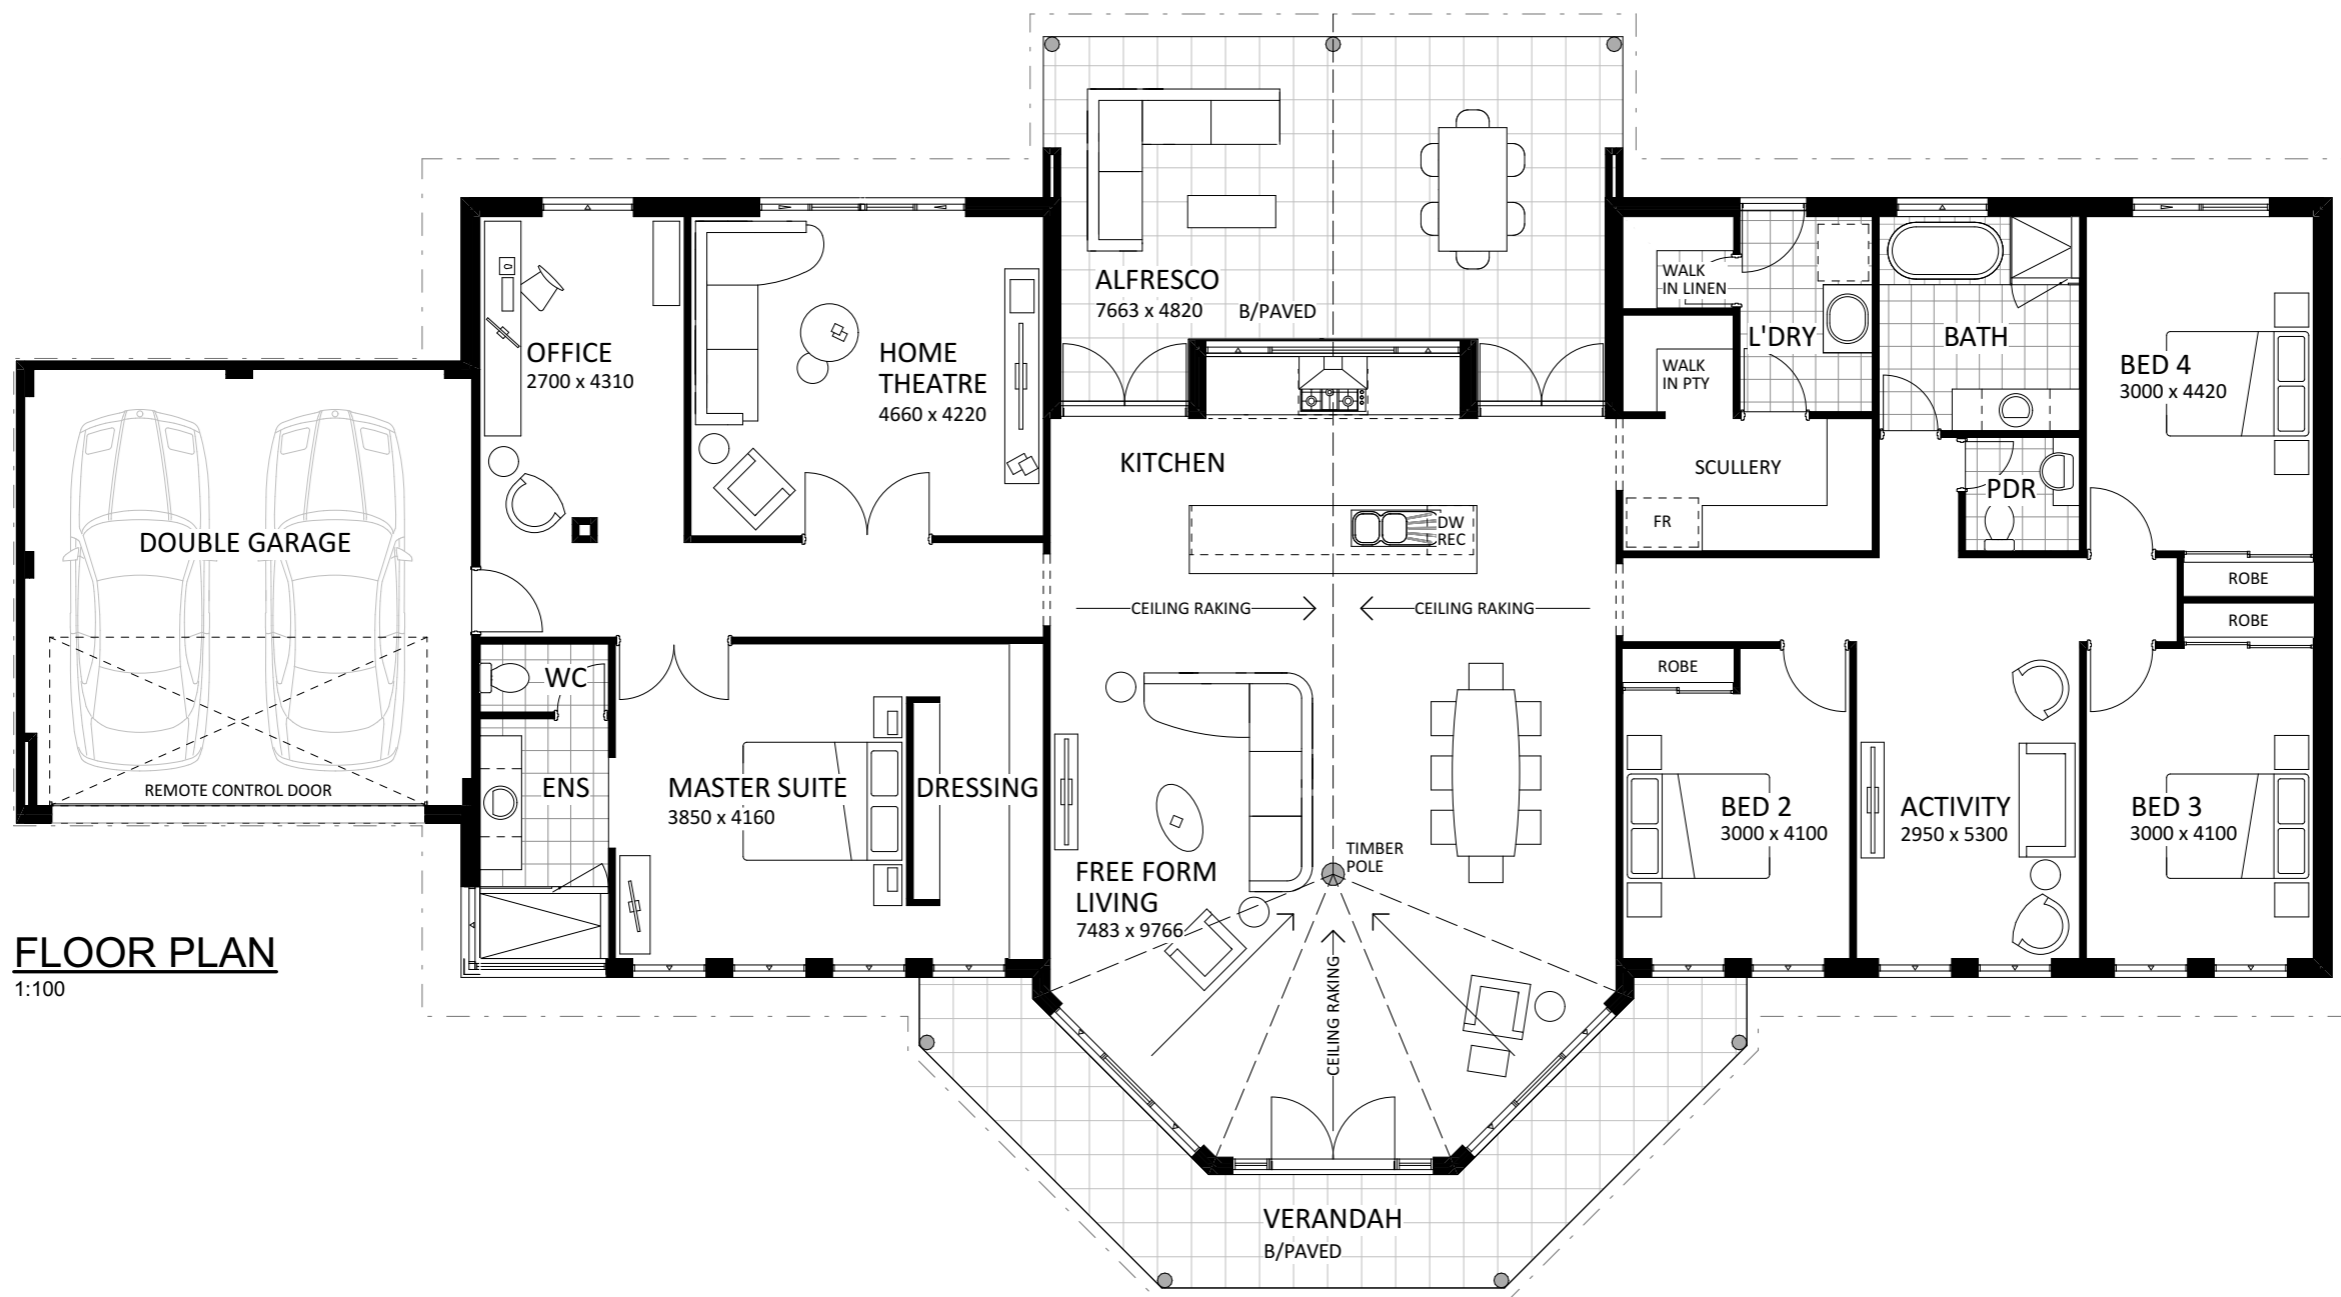 ALFRESCO
7663 x 4820 B/PAVED
WALK
IN LINEN
L'DRY
BATH
WALK
IN PTY
BED 4
3000 x 4420
OFFICE
2700 x 4310
HOME
THEATRE
4660 x 4220
KITCHEN
SCULLERY
PDR
FR
DW
REC
DOUBLE GARAGE
ROBE
ROBE
CEILING RAKING
CEILING RAKING
WC
ROBE
REMOTE CONTROL DOOR
ENS
MASTER SUITE
3850 x 4160
DRESSING
BED 2
3000 x 4100
ACTIVITY
2950 x 5300
BED 3
3000 x 4100
TIMBER
POLE
FREE FORM
LIVING
7483 x 9766
CEILING RAKING
FLOOR PLAN
1:100
VERANDAH
B/PAVED